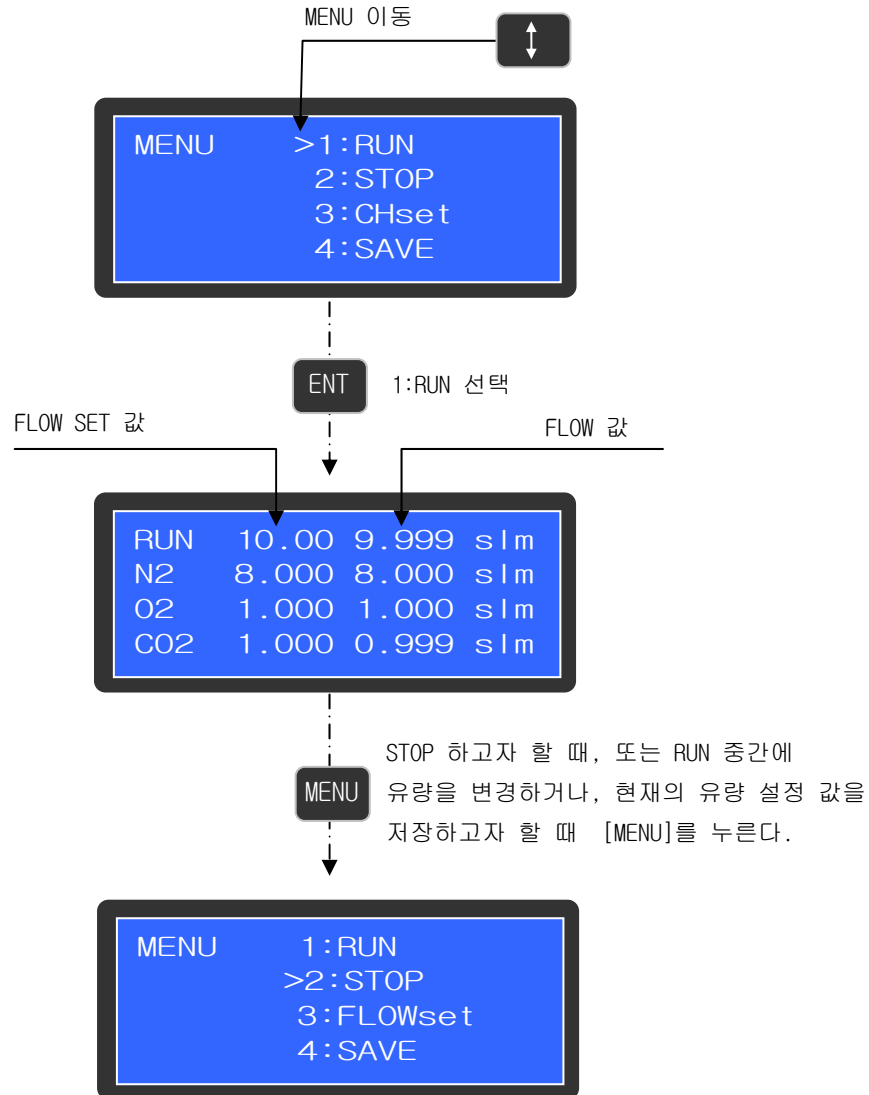 MENU 이동
↕
MENU >1:RUN
2:STOP
3:CHset
4:SAVE
ENT 1:RUN 선택
FLOW SET 값 FLOW 값
RUN 10.00 9.999 slm
N2 8.000 8.000 slm
O2 1.000 1.000 slm
CO2 1.000 0.999 slm
STOP 하고자 할 때, 또는 RUN 중간에
MENU 유량을 변경하거나, 현재의 유량 설정 값을
저장하고자 할 때 [MENU]를 누른다.
MENU 1:RUN
>2:STOP
3:FLOWset
4:SAVE